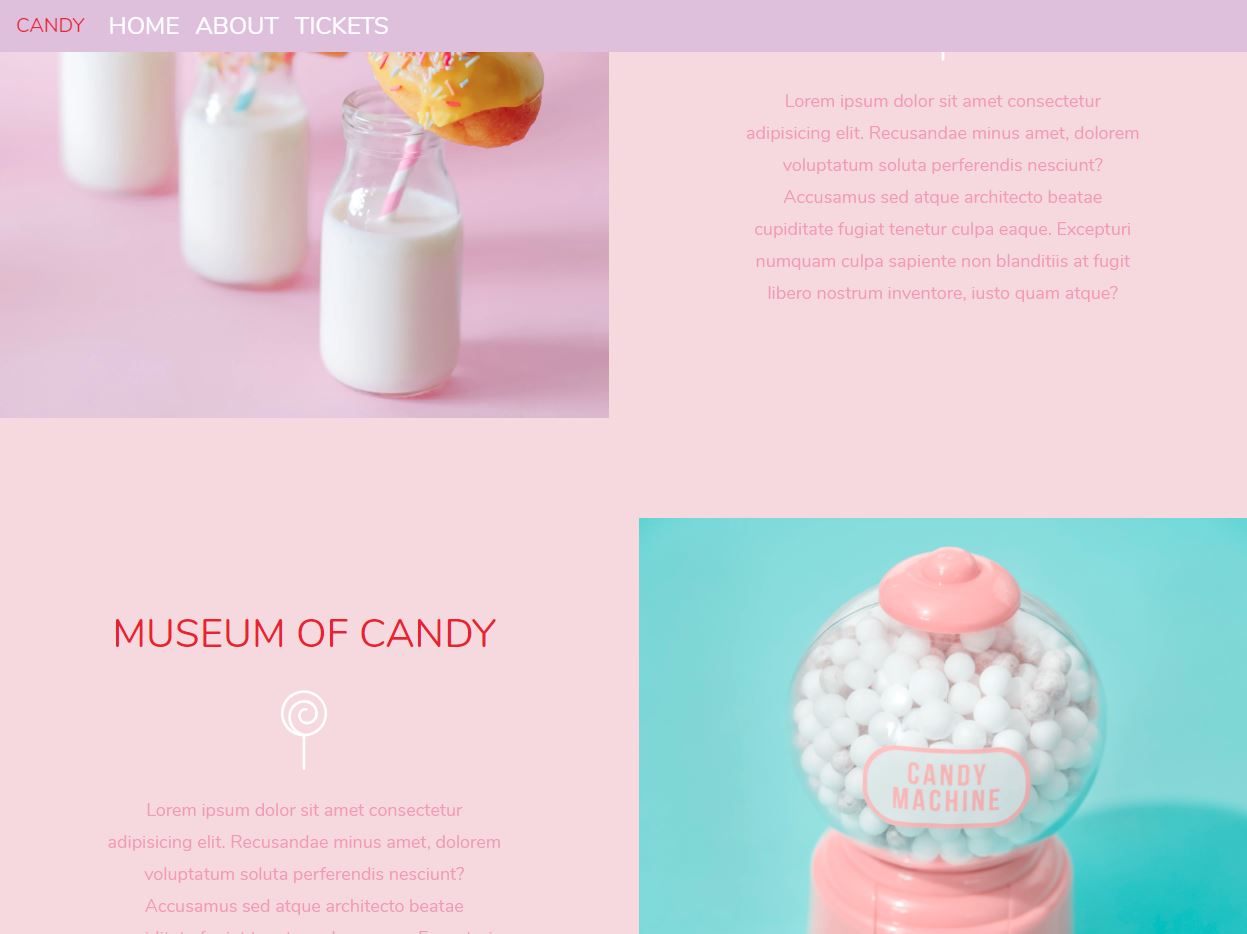 CANDY HOME ABOUT TICKETS
Lorem ipsum dolor sit amet consectetur
adipisicing elit. Recusandae minus amet, dolorem
voluptatum soluta perferendis nesciunt?
Accusamus sed atque architecto beatae
cupiditate fugiat tenetur culpa eaque. Excepturi
numquam culpa sapiente non blanditiis at fugit
libero nostrum inventore, iusto quam atque?
MUSEUM OF CANDY
CANDY
MACHINE
Lorem ipsum dolor sit amet consectetur
adipisicing elit. Recusandae minus amet, dolorem
voluptatum soluta perferendis nesciunt?
Accusamus sed atque architecto beatae